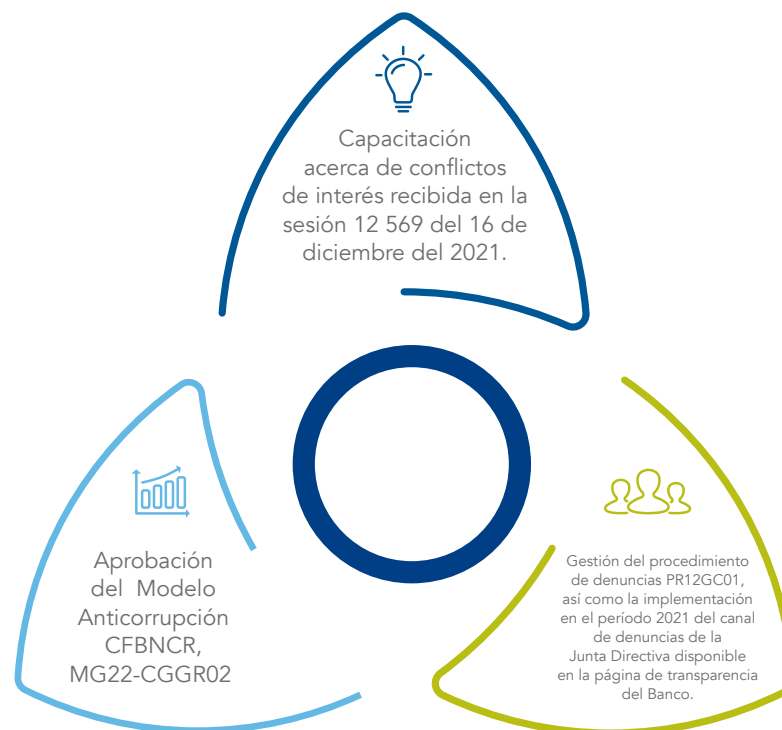 Capacitación
acerca de conflictos
de interés recibida en la
sesión 12 569 del 16 de
diciembre del 2021.
Aprobación
del Modelo
Anticorrupción
CFBNCR,
MG22-CGGR02
Gestión del procedimiento
de denuncias PR12GC01,
así como la implementación
en el período 2021 del canal
de denuncias de la
Junta Directiva disponible
en la página de transparencia
del Banco.